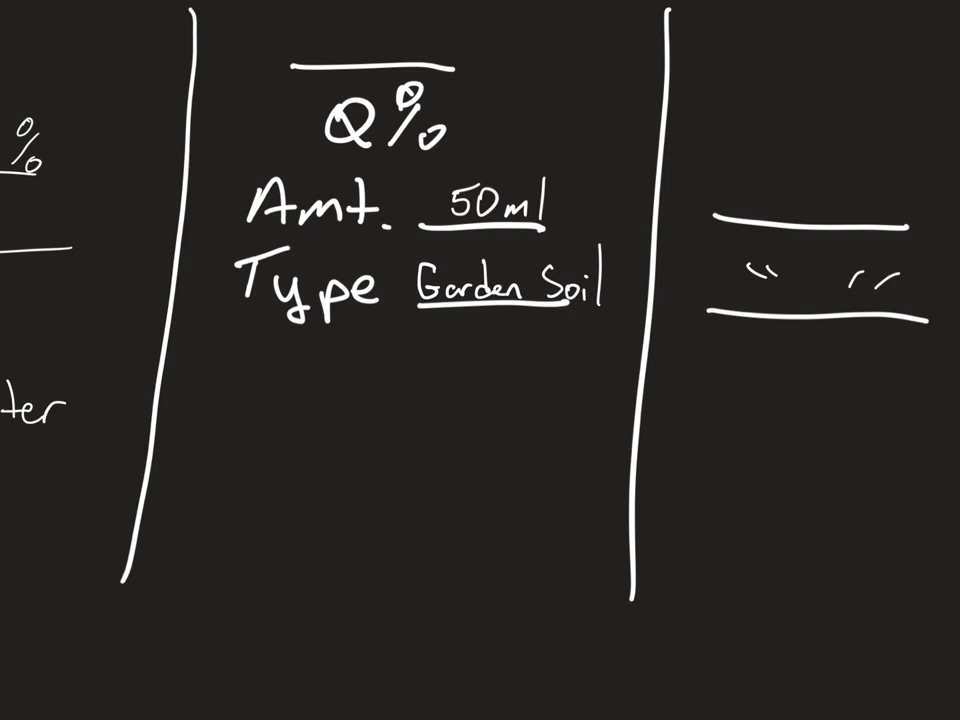 %
ter
Q%
Amt. 50ml
Type Garden Soil
" "